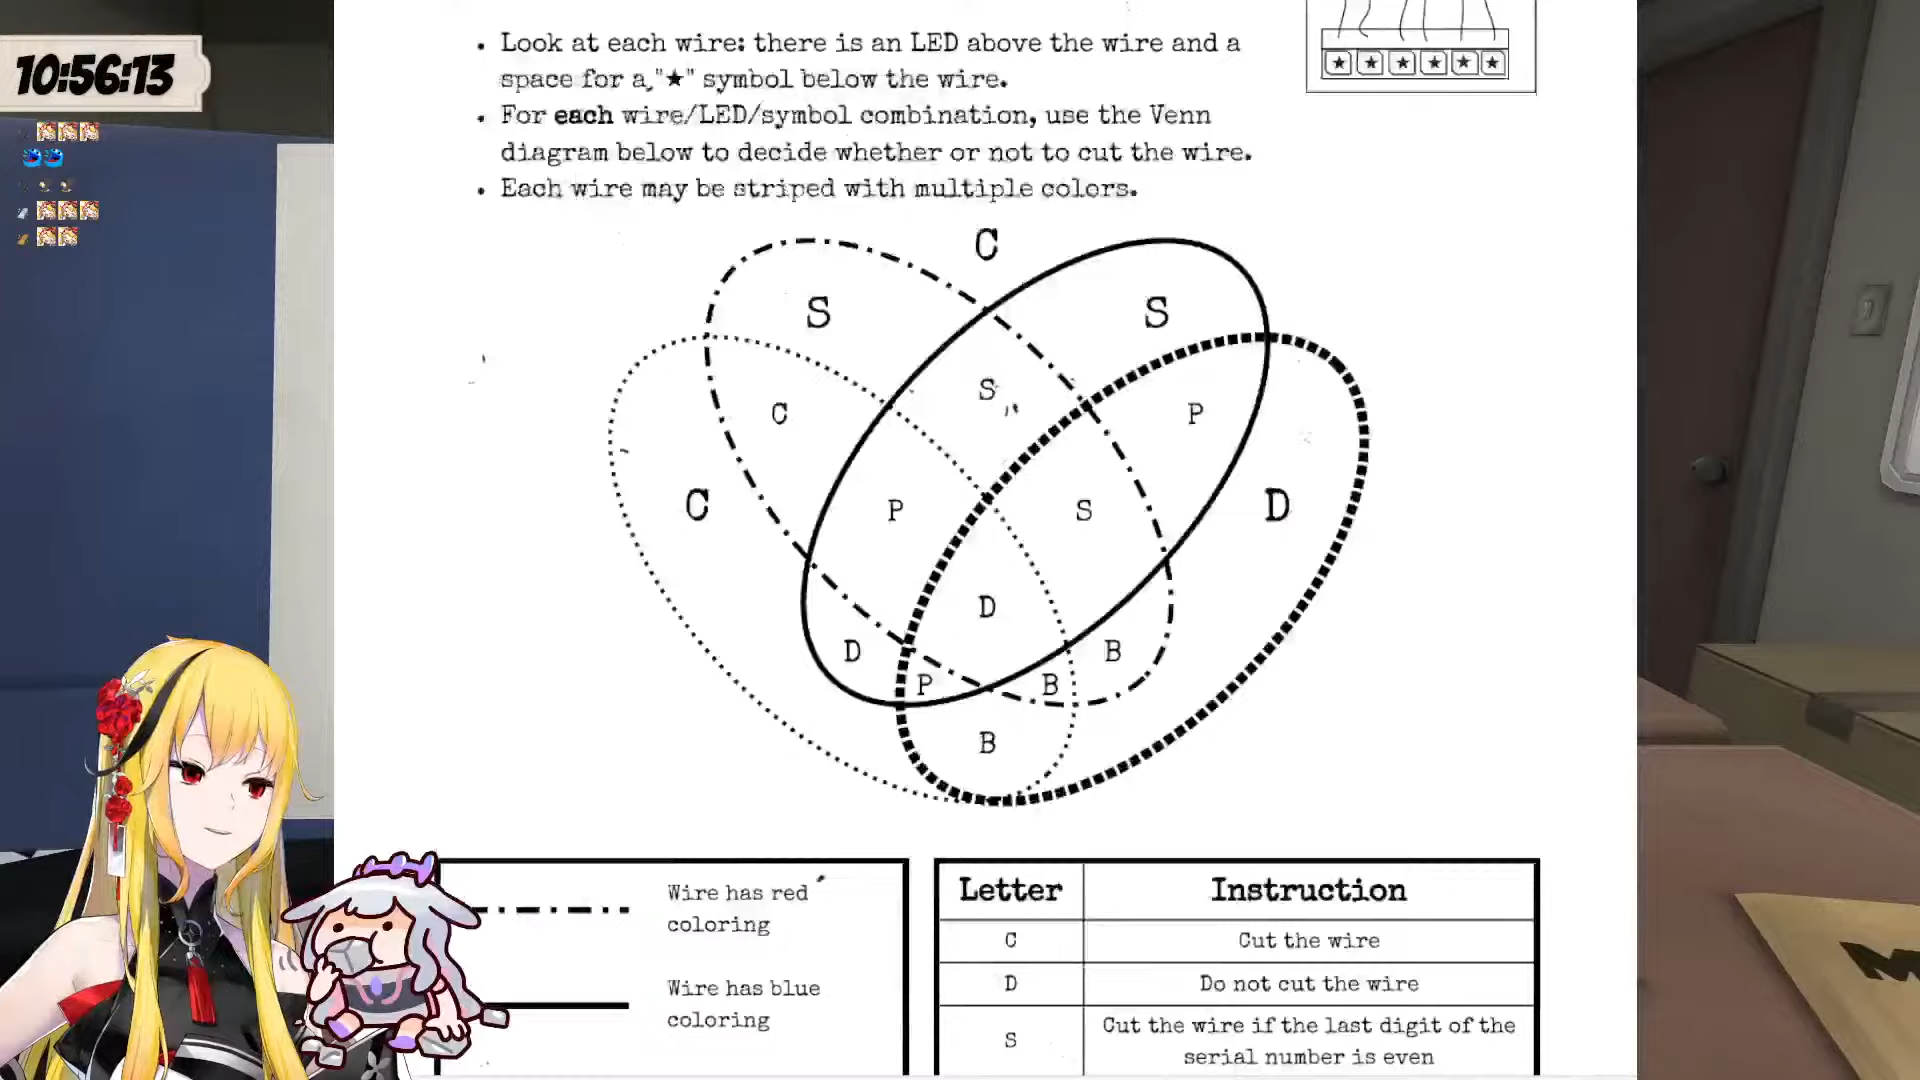 10:56:13
• Look at each wire: there is an LED above the wire and a
space for a "★" symbol below the wire.
• For each wire/LED/symbol combination, use the Venn
diagram below to decide whether or not to cut the wire.
• Each wire may be striped with multiple colors.
★ ★ ★ ★ ★ ★
C
S S
S
C P
C P S D
D
D B
P B
B
Wire has red
coloring
Wire has blue
coloring
Letter Instruction
C Cut the wire
D Do not cut the wire
S Cut the wire if the last digit of the
serial number is even